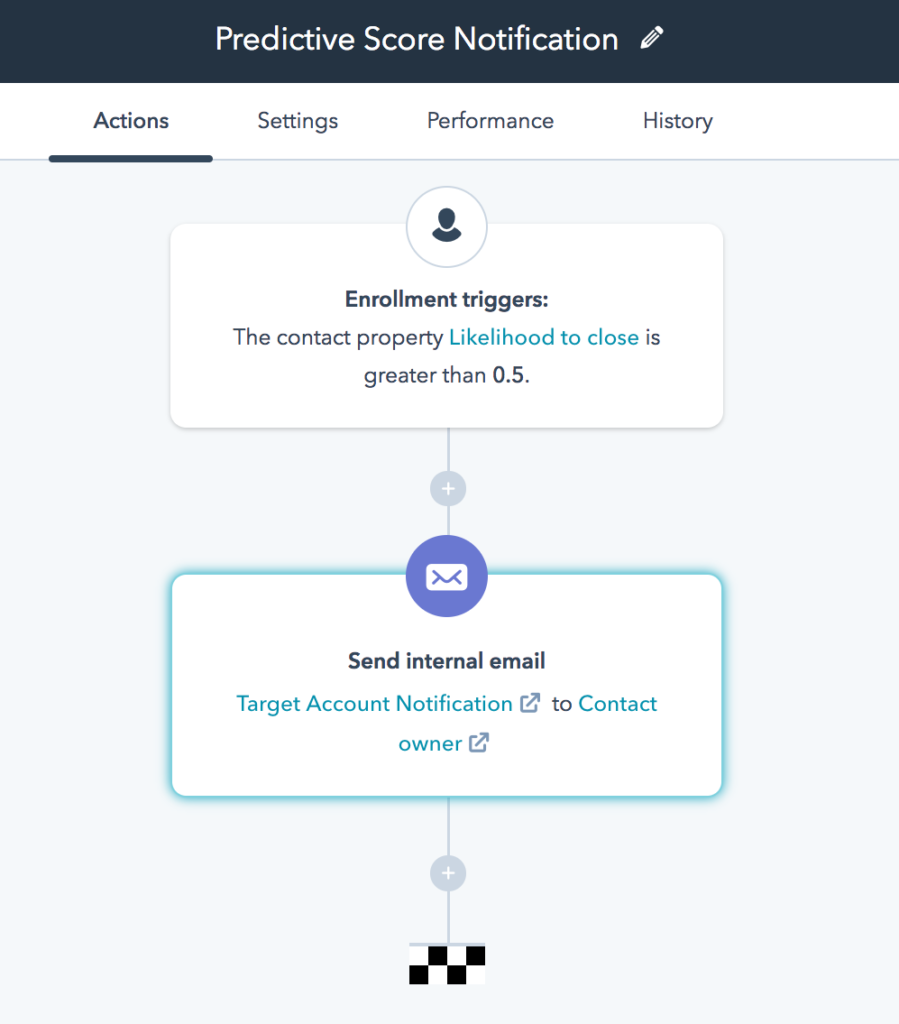 Predictive Score Notification
Actions Settings Performance History
Enrollment triggers:
The contact property Likelihood to close is
greater than 0.5.
Send internal email
Target Account Notification to Contact
owner